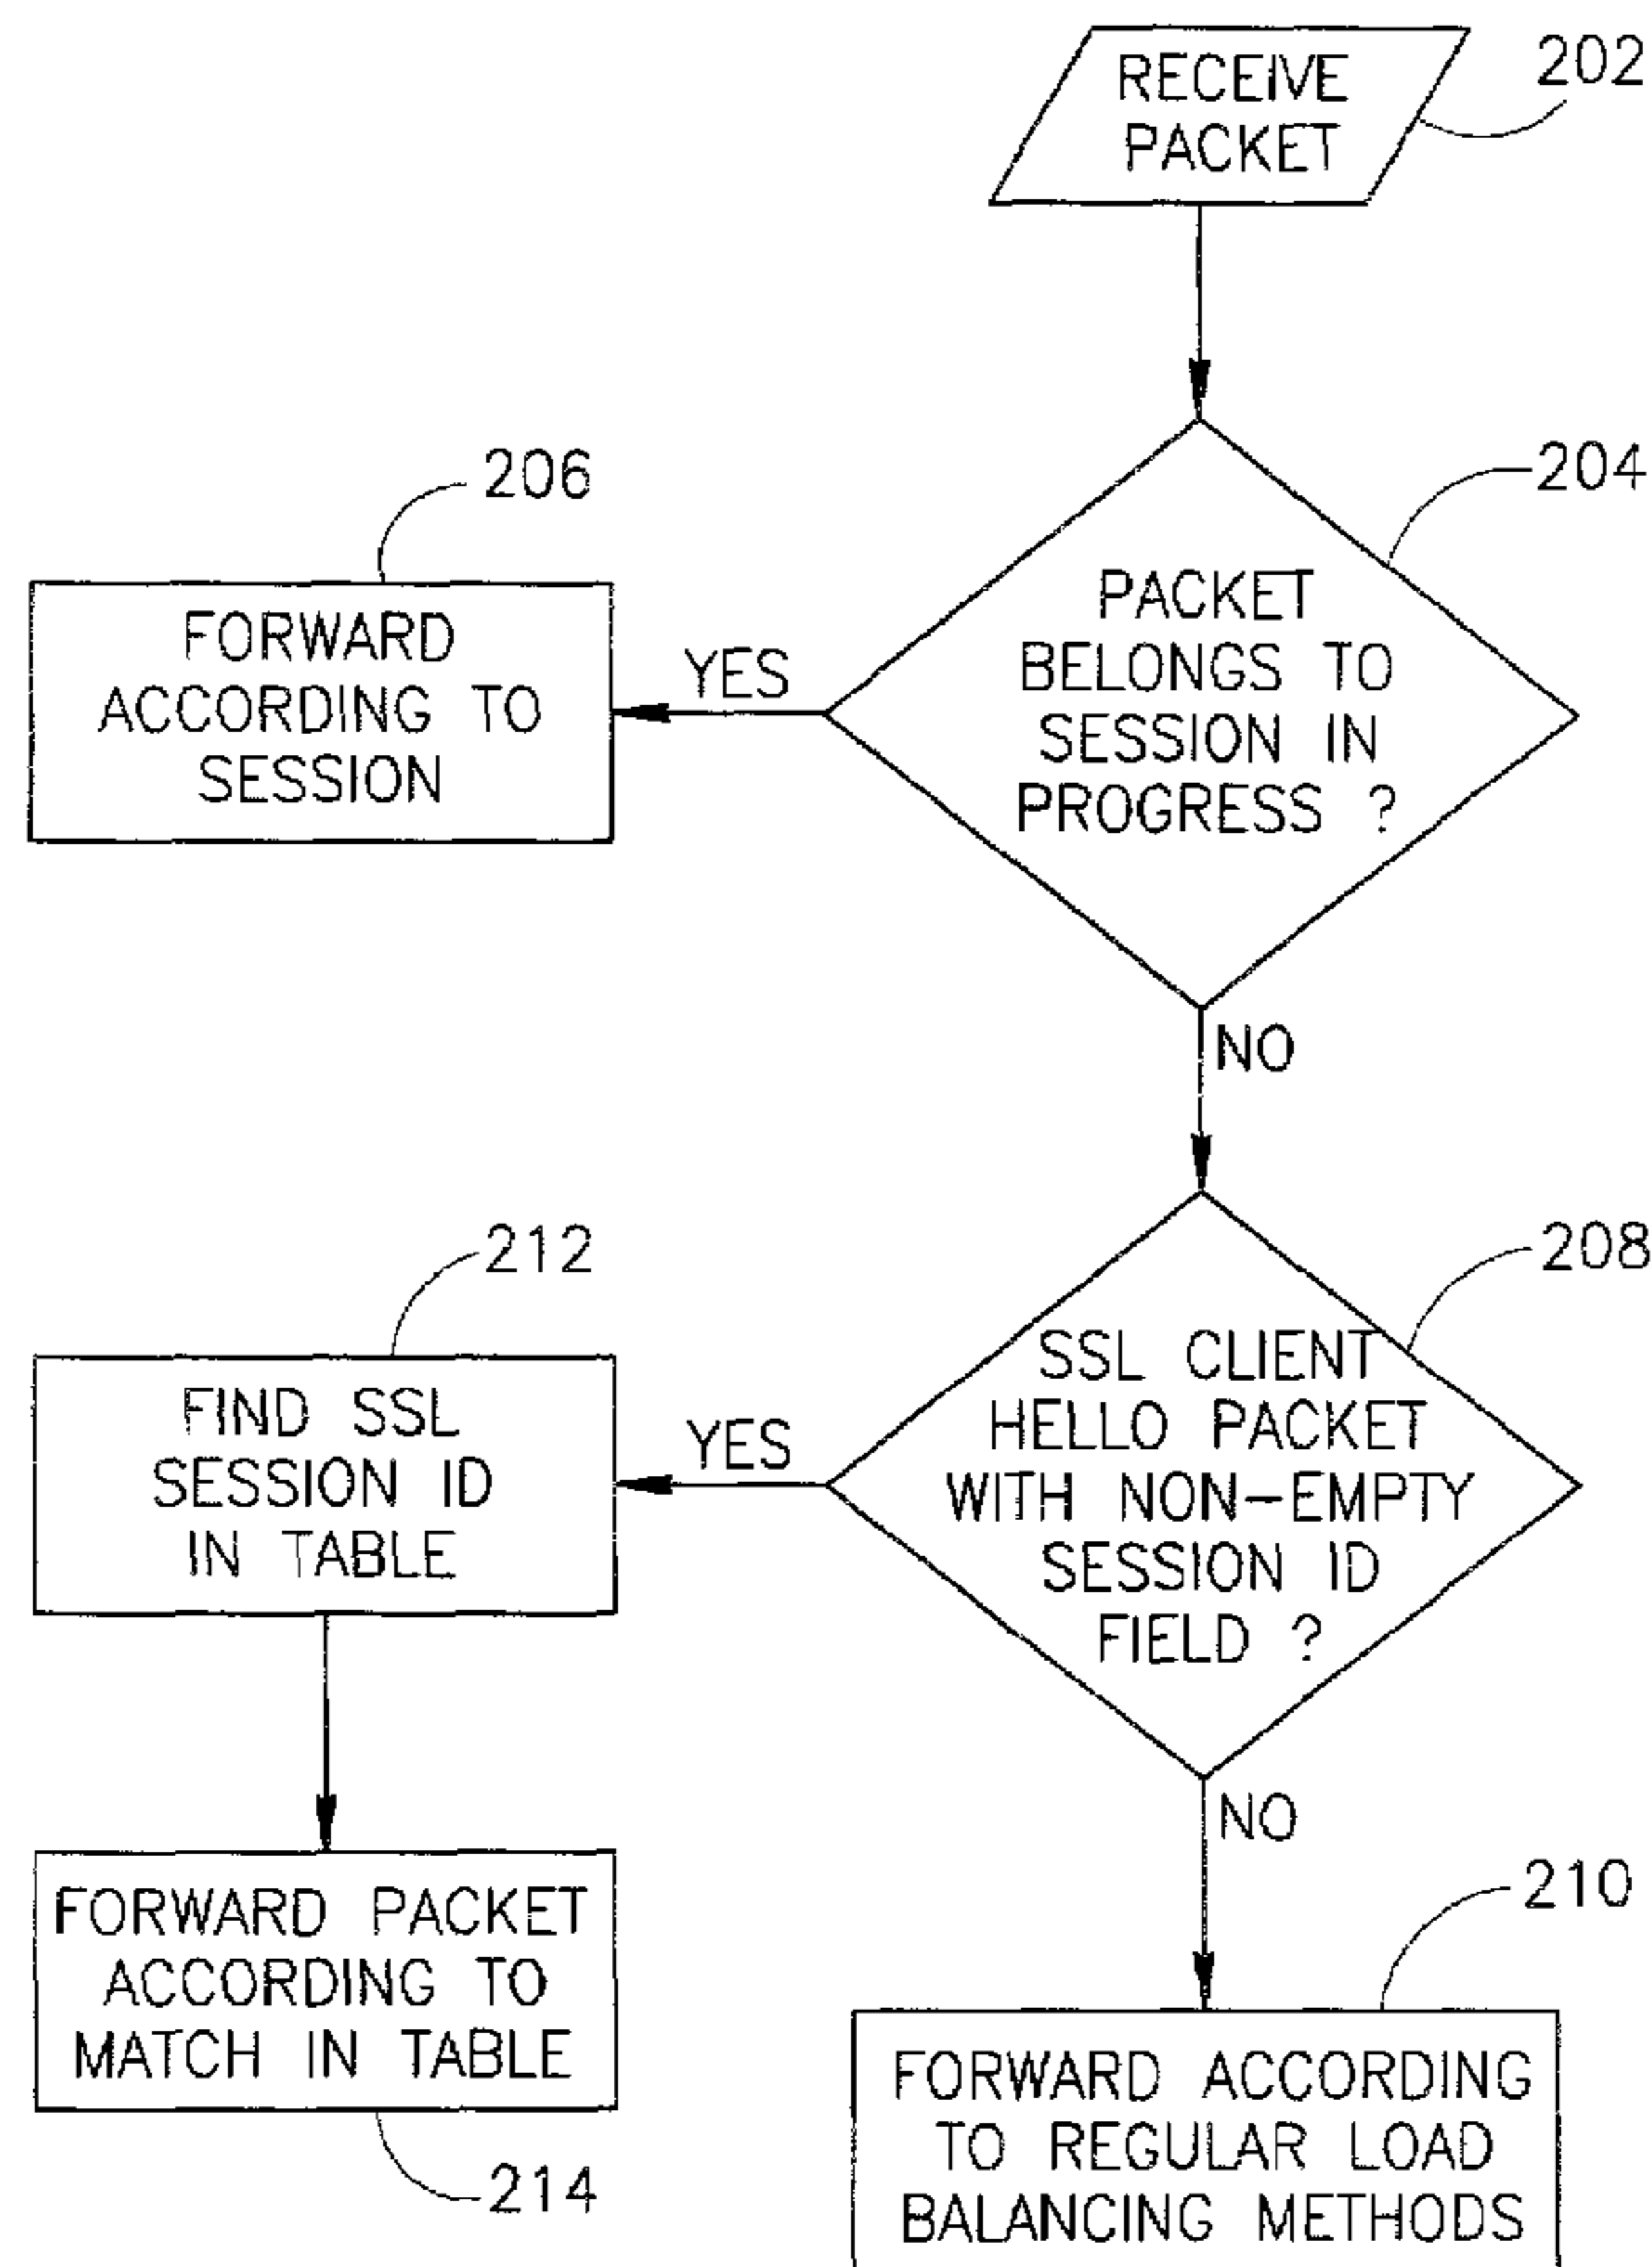 RECEIVE
PACKET
202
204
PACKET
BELONGS TO
SESSION IN
PROGRESS ?
206
FORWARD
ACCORDING TO
SESSION
YES
NO
208
SSL CLIENT
HELLO PACKET
WITH NON-EMPTY
SESSION ID
FIELD ?
212
FIND SSL
SESSION ID
IN TABLE
YES
NO
FORWARD PACKET
ACCORDING TO
MATCH IN TABLE
214
210
FORWARD ACCORDING
TO REGULAR LOAD
BALANCING METHODS